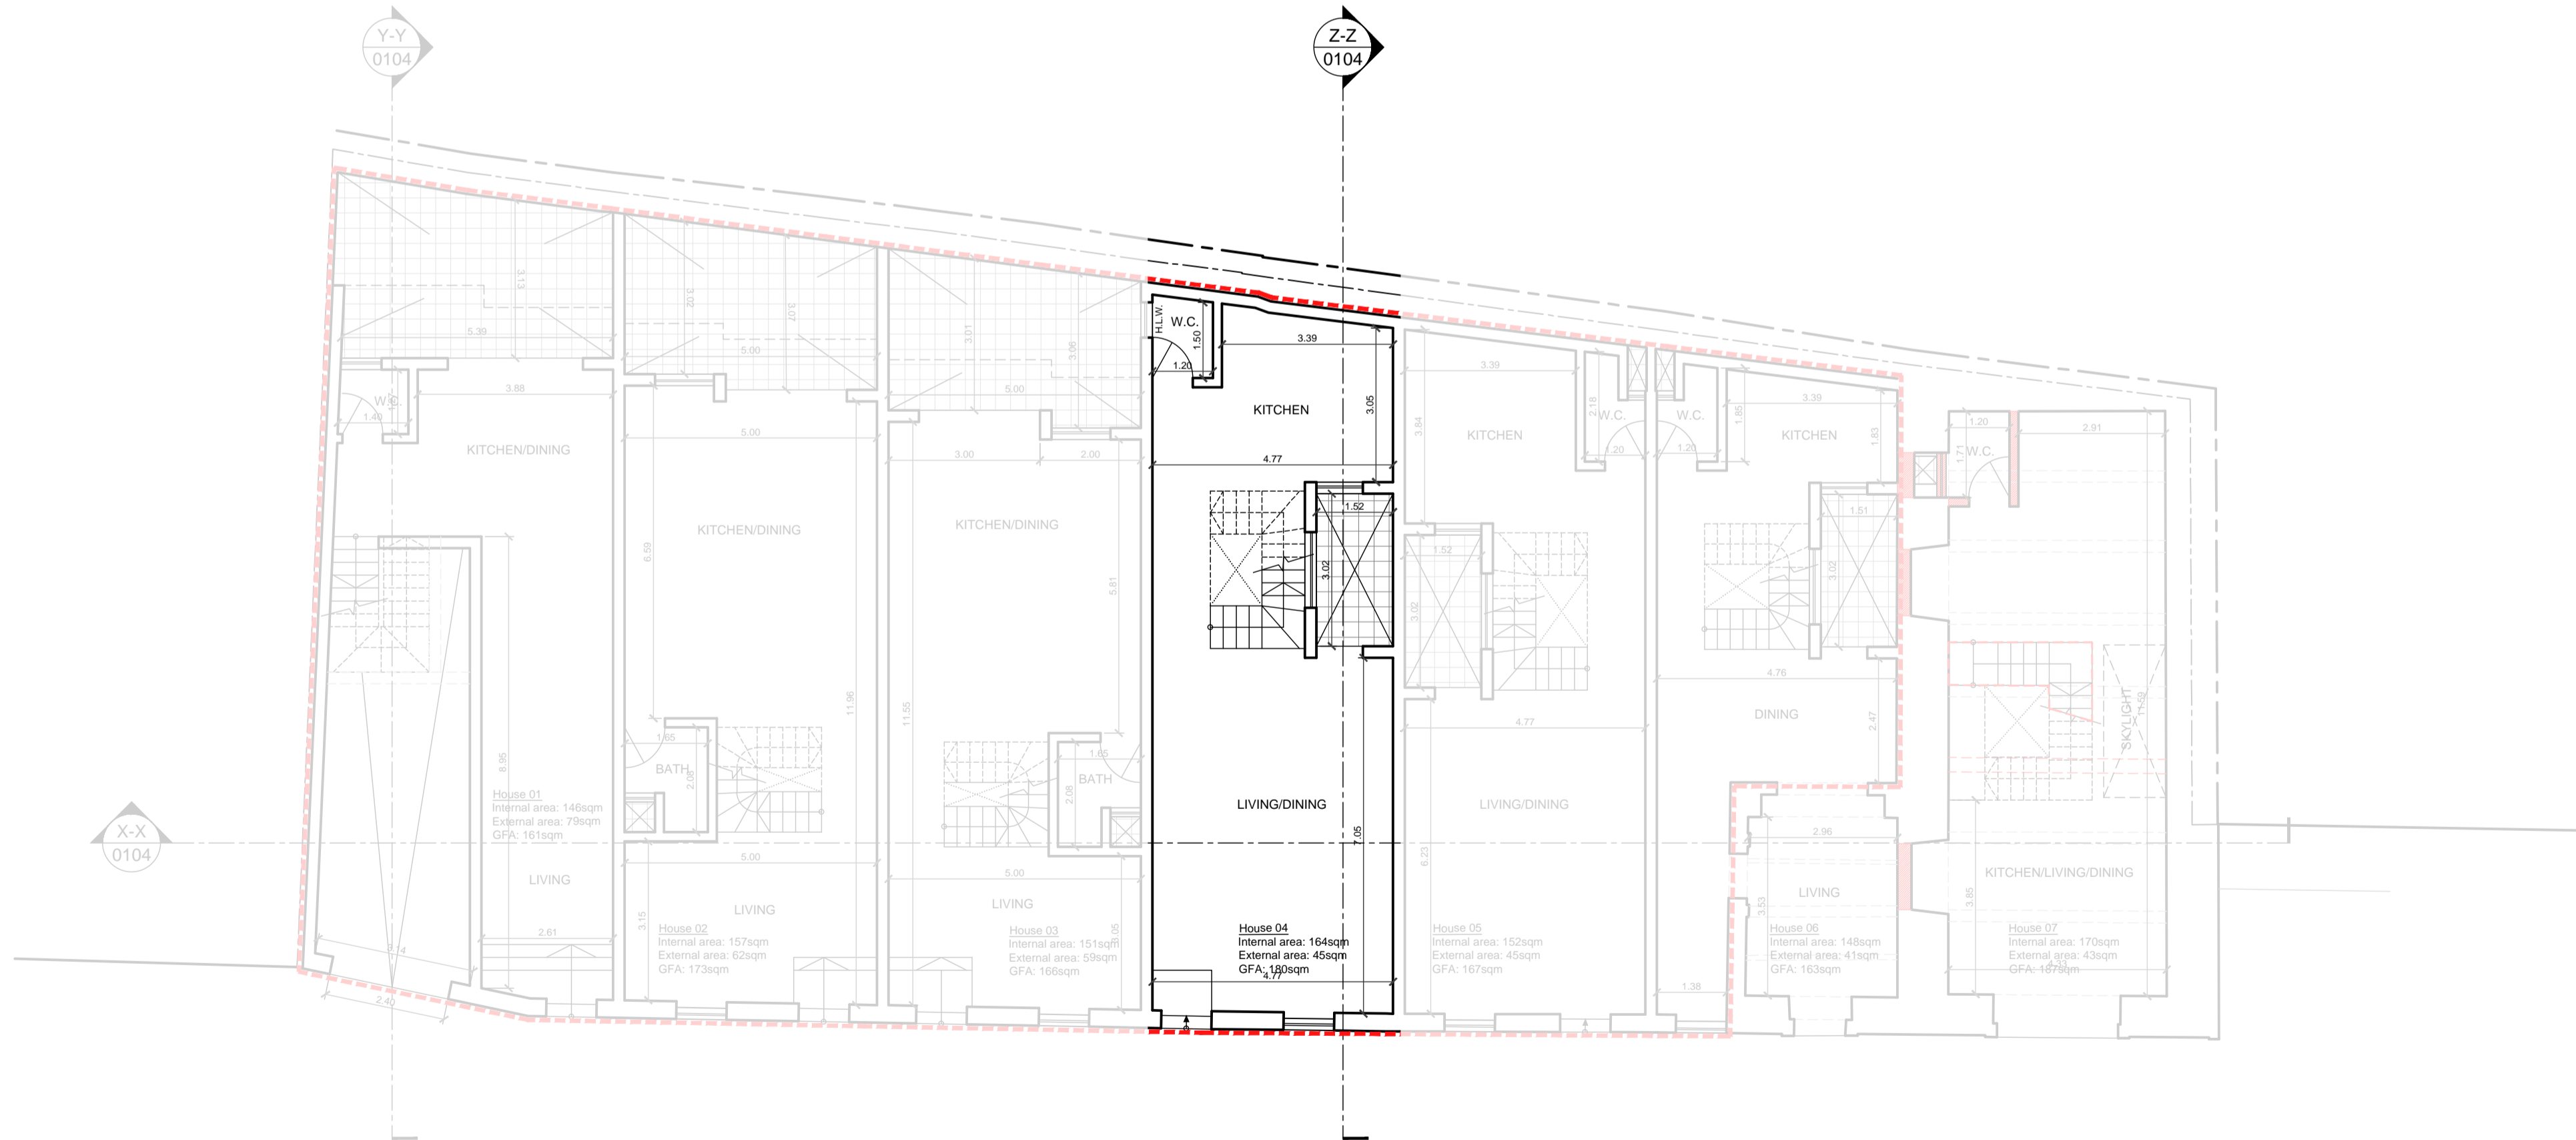 Y-Y
0104
Z-Z
0104
X-X
0104
3.13
5.39
W.C.
1.40
3.88
KITCHEN/DINING
8.95
House 01
Internal area: 146sqm
External area: 79sqm
GFA: 161sqm
LIVING
2.61
3.14
2.40
3.02
3.07
5.00
5.00
6.59
KITCHEN/DINING
11.96
1.65
BATH
2.08
5.00
3.15
LIVING
House 02
Internal area: 157sqm
External area: 62sqm
GFA: 173sqm
3.01
3.06
5.00
3.00
2.00
KITCHEN/DINING
5.81
11.55
1.65
BATH
2.08
5.00
LIVING
3.05
House 03
Internal area: 151sqm
External area: 59sqm
GFA: 166sqm
H.L.W.
W.C.
1.50
1.20
3.39
KITCHEN
3.05
4.77
1.52
3.02
LIVING/DINING
7.05
House 04
Internal area: 164sqm
External area: 45sqm
GFA: 180sqm
4.77
3.39
3.84
KITCHEN
2.18
W.C.
1.20
1.52
3.02
4.77
LIVING/DINING
6.23
House 05
Internal area: 152sqm
External area: 45sqm
GFA: 167sqm
W.C.
1.20
1.85
3.39
KITCHEN
1.83
1.51
3.02
4.76
DINING
2.47
2.96
LIVING
3.53
1.38
House 06
Internal area: 148sqm
External area: 41sqm
GFA: 163sqm
1.20
2.91
W.C.
1.71
SKYLIGHT
KITCHEN/LIVING/DINING
3.85
House 07
Internal area: 170sqm
External area: 43sqm
GFA: 187sqm
4.33